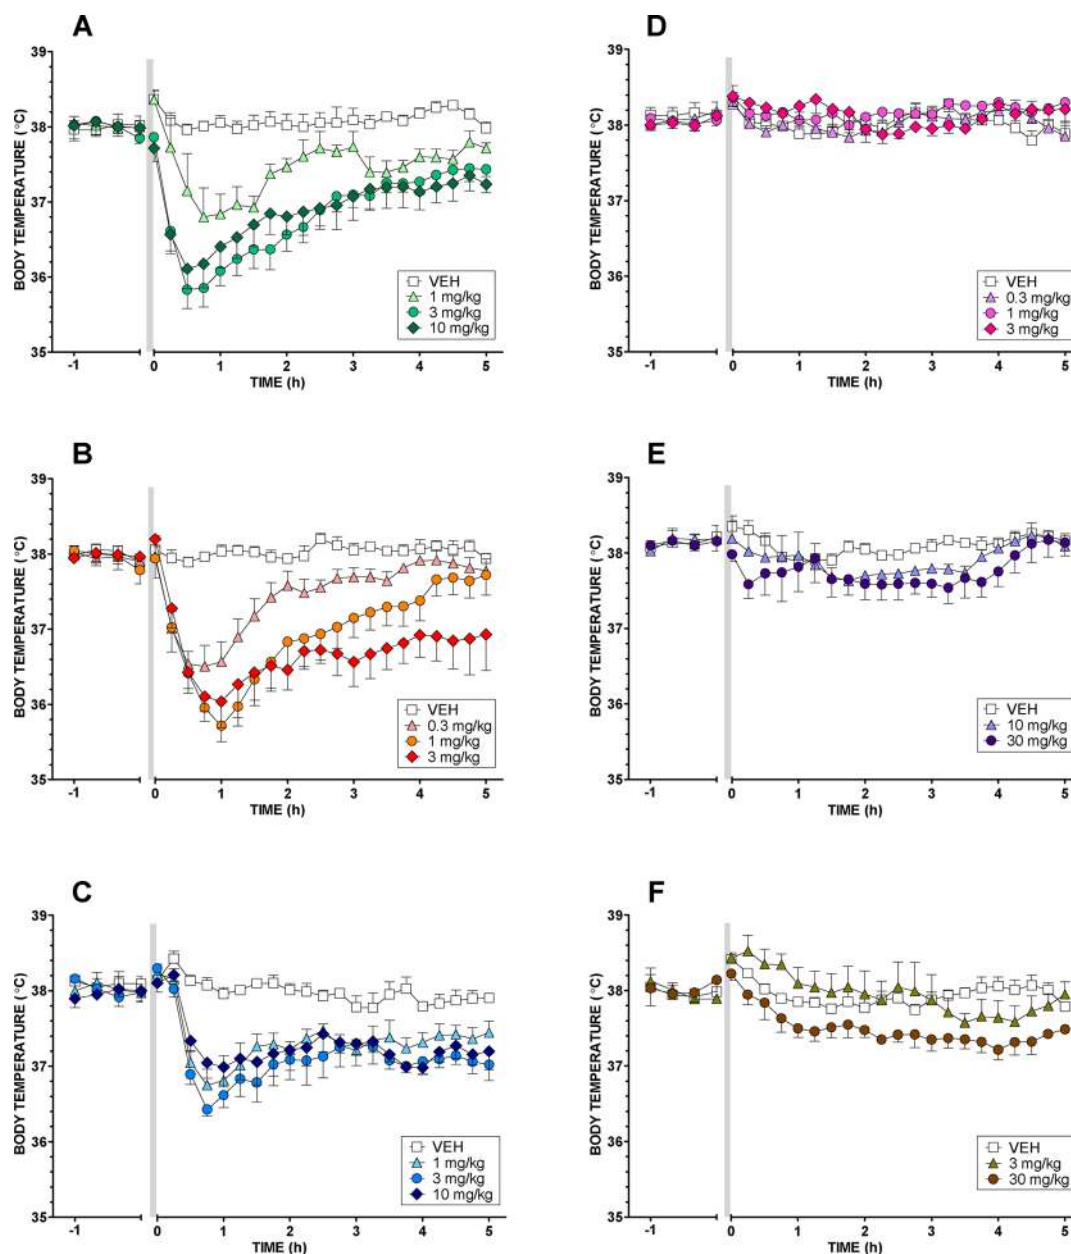 A
BODY TEMPERATURE (°C)
39
38
37
36
35
-1 0 1 2 3 4 5
TIME (h)
VEH
1 mg/kg
3 mg/kg
10 mg/kg
D
BODY TEMPERATURE (°C)
39
38
37
36
35
-1 0 1 2 3 4 5
TIME (h)
VEH
0.3 mg/kg
1 mg/kg
3 mg/kg
B
BODY TEMPERATURE (°C)
39
38
37
36
35
-1 0 1 2 3 4 5
TIME (h)
VEH
0.3 mg/kg
1 mg/kg
3 mg/kg
E
BODY TEMPERATURE (°C)
39
38
37
36
35
-1 0 1 2 3 4 5
TIME (h)
VEH
10 mg/kg
30 mg/kg
C
BODY TEMPERATURE (°C)
39
38
37
36
35
-1 0 1 2 3 4 5
TIME (h)
VEH
1 mg/kg
3 mg/kg
10 mg/kg
F
BODY TEMPERATURE (°C)
39
38
37
36
35
-1 0 1 2 3 4 5
TIME (h)
VEH
3 mg/kg
30 mg/kg